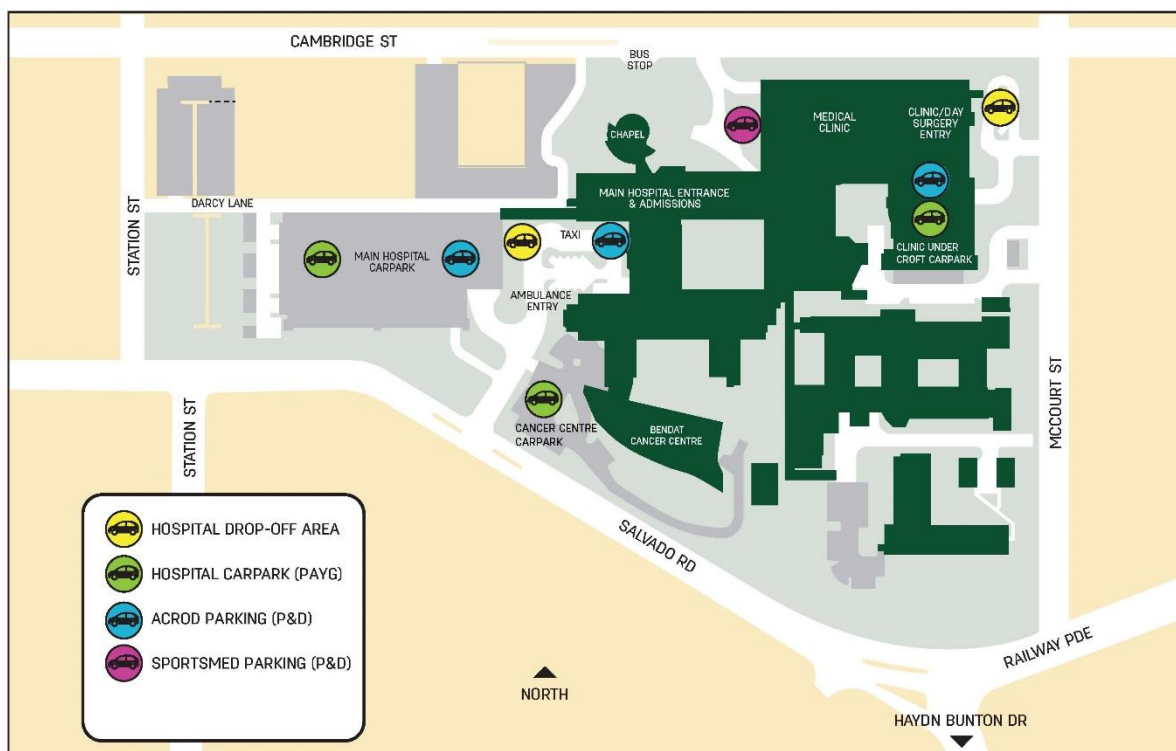 CAMBRIDGE ST
BUS
STOP
MEDICAL
CLINIC
CLINIC/DAY
SURGERY
ENTRY
CHAPEL
MAIN HOSPITAL ENTRANCE
& ADMISSIONS
DARCY LANE
STATION ST
TAXI
MAIN HOSPITAL
CARPARK
CLINIC UNDER
CROFT CARPARK
AMBULANCE
ENTRY
MCCOURT ST
STATION ST
CANCER CENTRE
CARPARK
BENDAT
CANCER CENTRE
SALVADO RD
HOSPITAL DROP-OFF AREA
HOSPITAL CARPARK (PAYG)
ACROD PARKING (P&D)
SPORTSMED PARKING (P&D)
NORTH
RAILWAY PDE
HAYDN BUNTON DR